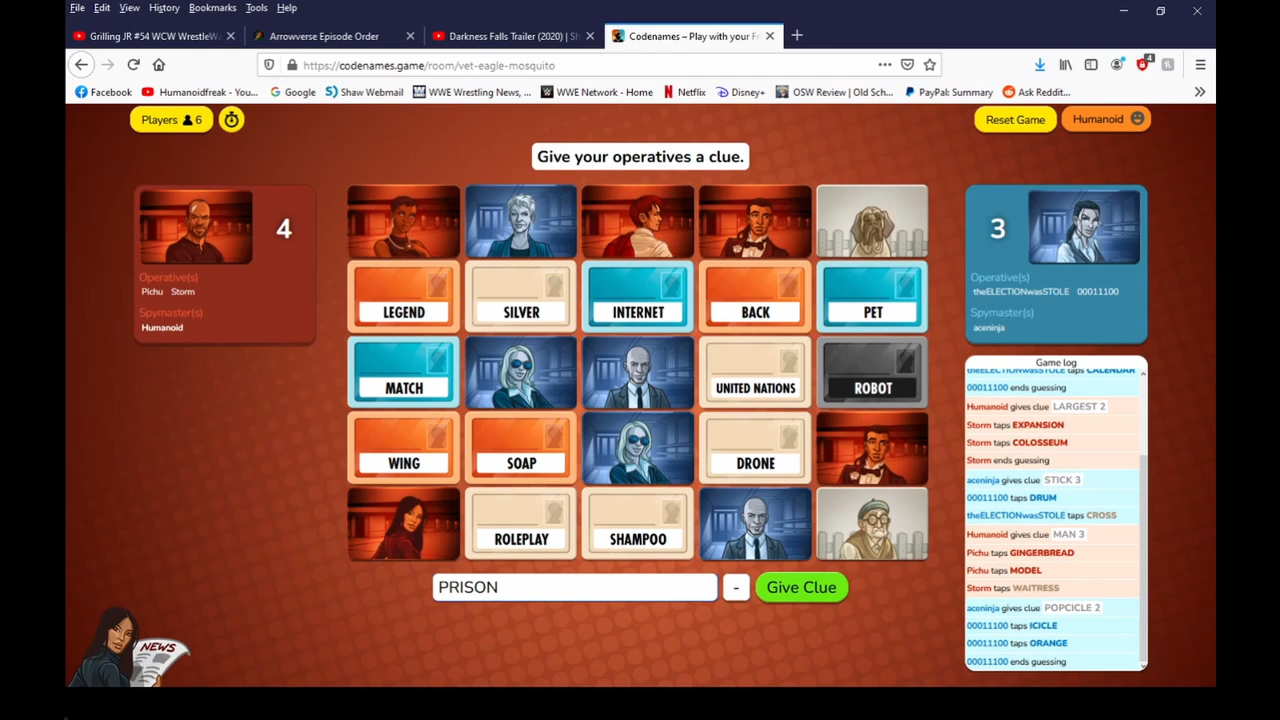 File Edit View History Bookmarks Tools Help
Grilling JR #54 WCW WrestleWa
Arrowverse Episode Order
Darkness Falls Trailer (2020) | SH
Codenames – Play with your Fr
https://codenames.game/room/vet-eagle-mosquito
4
Facebook Humanoidfreak - You... Google Shaw Webmail WWE Wrestling News, ... WWE Network - Home Netflix Disney+ OSW Review | Old Sch... PayPal: Summary Ask Reddit...
Players 6
Reset Game
Humanoid
Give your operatives a clue.
4
Operative(s)
Pichu Storm
Spymaster(s)
Humanoid
3
Operative(s)
theELECTIONwasSTOLE 00011100
Spymaster(s)
aceninja
LEGEND SILVER INTERNET BACK PET
MATCH UNITED NATIONS ROBOT
WING SOAP DRONE
ROLEPLAY SHAMPOO
PRISON - Give Clue
NEWS
Game log
theELECTIONwasSTOLE taps CALENDAR
00011100 ends guessing
Humanoid gives clue LARGEST 2
Storm taps EXPANSION
Storm taps COLOSSEUM
Storm ends guessing
aceninja gives clue STICK 3
00011100 taps DRUM
theELECTIONwasSTOLE taps CROSS
Humanoid gives clue MAN 3
Pichu taps GINGERBREAD
Pichu taps MODEL
Storm taps WAITRESS
aceninja gives clue POPCICLE 2
00011100 taps ICICLE
00011100 taps ORANGE
00011100 ends guessing